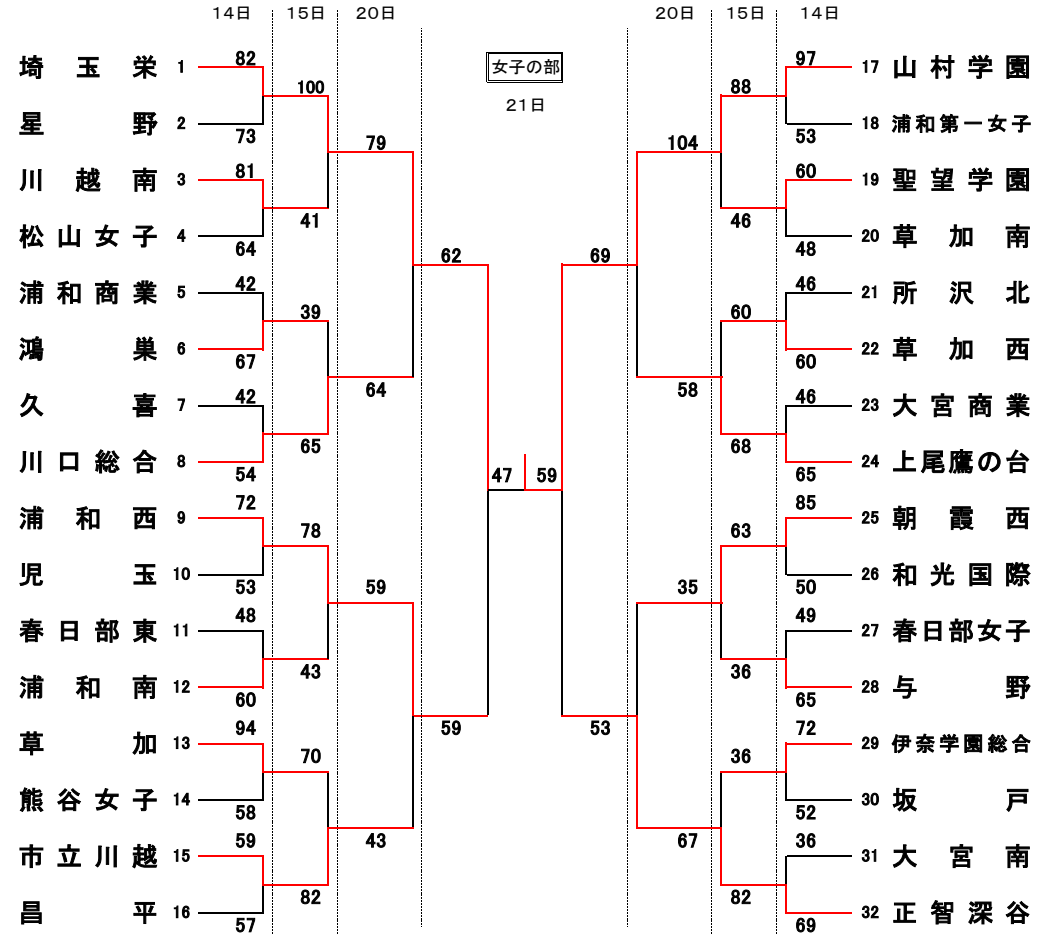 14日 15日 20日 20日 15日 14日
女子の部
21日
埼玉栄 1 82 97 17 山村学園
100 88
星野 2 73 53 18 浦和第一女子
79 104
川越南 3 81 60 19 聖望学園
41 46
松山女子 4 64 48 20 草加南
62 69
浦和商業 5 42 46 21 所沢北
39 60
鴻巣 6 67 60 22 草加西
64 58
久喜 7 42 46 23 大宮商業
65 68
川口総合 8 54 65 24 上尾鷹の台
47 59
浦和西 9 72 85 25 朝霞西
78 63
児玉 10 53 50 26 和光国際
59 35
春日部東 11 48 49 27 春日部女子
43 36
浦和南 12 60 65 28 与野
59 53
草加 13 94 72 29 伊奈学園総合
70 36
熊谷女子 14 58 52 30 坂戸
43 67
市立川越 15 59 36 31 大宮南
82 82
昌平 16 57 69 32 正智深谷